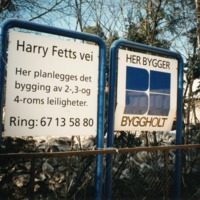 Harry Fetts vei
Her planlegges det
bygging av 2-,3-og
4-roms leiligheter.
Ring: 67 13 58 80
HER BYGGER
BYGGHOLT